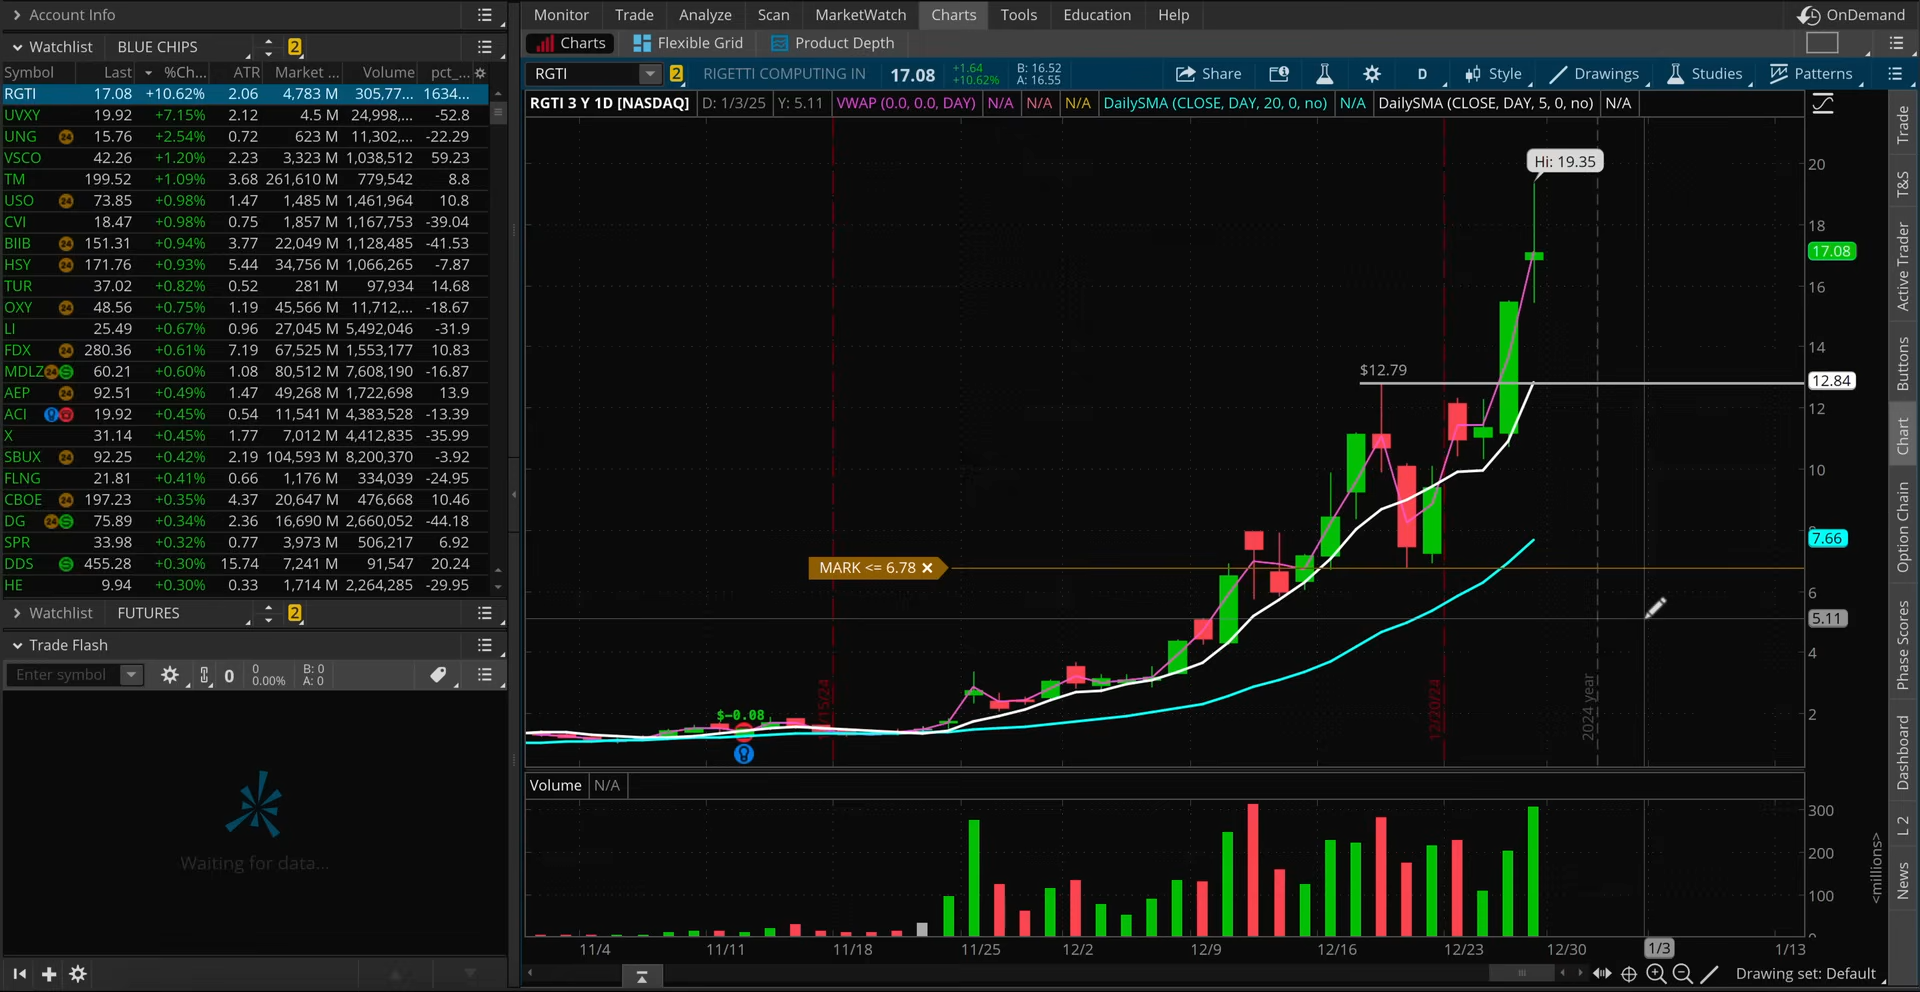 Account Info
Watchlist BLUE CHIPS 2
Symbol Last %Ch... ATR Market ... Volume pct_...
RGTI 17.08 +10.62% 2.06 4,783 M 305,77... 1634...
UVXY 19.92 +7.15% 2.12 4.5 M 24,998,... -52.8
UNG 24 15.76 +2.54% 0.72 623 M 11,302,... -22.29
VSCO 42.26 +1.20% 2.23 3,323 M 1,038,512 59.23
TM 199.52 +1.09% 3.68 261,610 M 779,542 8.8
USO 24 73.85 +0.98% 1.47 1,485 M 1,461,964 10.8
CVI 18.47 +0.98% 0.75 1,857 M 1,167,753 -39.04
BIIB 24 151.31 +0.94% 3.77 22,049 M 1,128,485 -41.53
HSY 24 171.76 +0.93% 5.44 34,756 M 1,066,265 -7.87
TUR 37.02 +0.82% 0.52 281 M 97,934 14.68
OXY 24 48.56 +0.75% 1.19 45,566 M 11,712,... -18.67
LI 25.49 +0.67% 0.96 27,045 M 5,492,046 -31.9
FDX 24 280.36 +0.61% 7.19 67,525 M 1,553,177 10.83
MDLZ 24 S 60.21 +0.60% 1.08 80,512 M 7,608,190 -16.87
AEP 24 92.51 +0.49% 1.47 49,268 M 1,722,698 13.9
ACI 19.92 +0.45% 0.54 11,541 M 4,383,528 -13.39
X 31.14 +0.45% 1.77 7,012 M 4,412,835 -35.99
SBUX 24 92.25 +0.42% 2.19 104,593 M 8,200,370 -3.92
FLNG 21.81 +0.41% 0.66 1,176 M 334,039 -24.95
CBOE 24 197.23 +0.35% 4.37 20,647 M 476,668 10.46
DG 24 S 75.89 +0.34% 2.36 16,690 M 2,660,052 -44.18
SPR 33.98 +0.32% 0.77 3,973 M 506,217 6.92
DDS S 455.28 +0.30% 15.74 7,241 M 91,547 20.24
HE 9.94 +0.30% 0.33 1,714 M 2,264,285 -29.95
Watchlist FUTURES 2
Trade Flash
Enter symbol 0 0 0.00% B: 0 A: 0
Waiting for data...
Monitor Trade Analyze Scan MarketWatch Charts Tools Education Help OnDemand
Charts Flexible Grid Product Depth
RGTI 2 RIGETTI COMPUTING IN 17.08 +1.64 +10.62% B: 16.52 A: 16.55 Share D Style Drawings Studies Patterns
RGTI 3 Y 1D [NASDAQ] D: 1/3/25 Y: 5.11 VWAP (0.0, 0.0, DAY) N/A N/A N/A DailySMA (CLOSE, DAY, 20, 0, no) N/A DailySMA (CLOSE, DAY, 5, 0, no) N/A
Hi: 19.35
$12.79
MARK <= 6.78
$-0.08
12/20/24
2024 year
20
18
17.08
16
14
12.84
12
10
7.66
6
5.11
4
2
Volume N/A
300
200
100
0
<millions>
11/4 11/11 11/18 11/25 12/2 12/9 12/16 12/23 12/30 1/3 1/13
Drawing set: Default
Trade
T&S
Active Trader
Buttons
Chart
Option Chain
Phase Scores
Dashboard
L 2
News